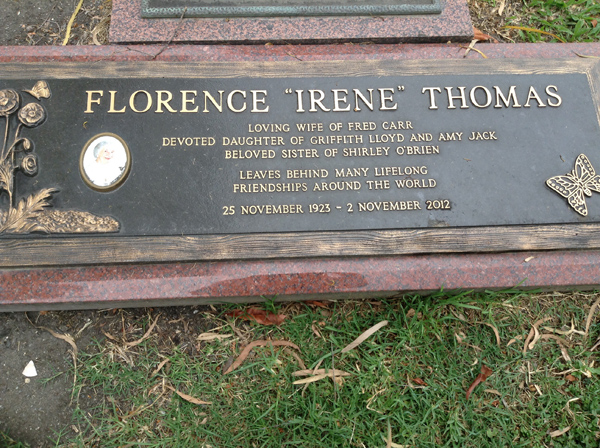 FLORENCE "IRENE" THOMAS
LOVING WIFE OF FRED CARR
DEVOTED DAUGHTER OF GRIFFITH LLOYD AND AMY JACK
BELOVED SISTER OF SHIRLEY O'BRIEN
LEAVES BEHIND MANY LIFELONG
FRIENDSHIPS AROUND THE WORLD
25 NOVEMBER 1923 - 2 NOVEMBER 2012